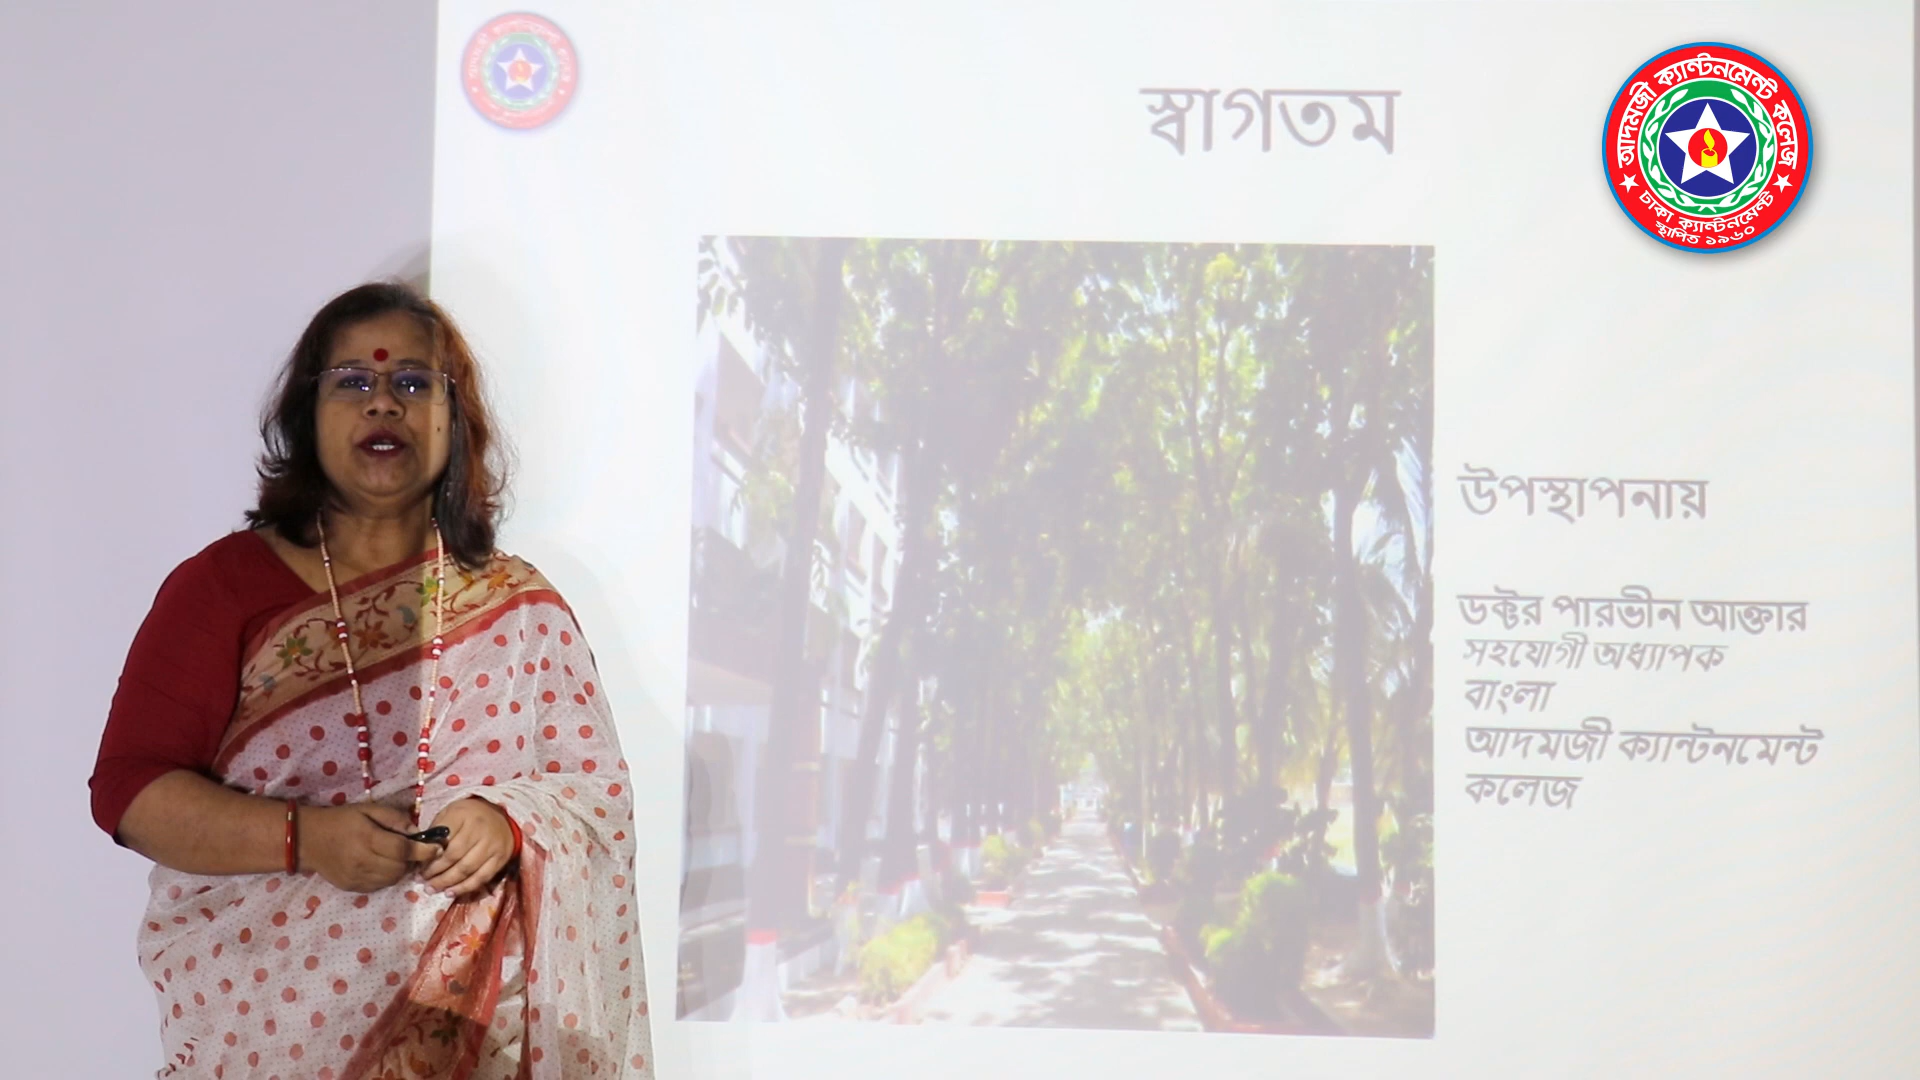 স্বাগতম
আদমজী ক্যান্টনমেন্ট কলেজ
ঢাকা ক্যান্টনমেন্ট
স্থাপিত ১৯৬০
উপস্থাপনায়
ডক্টর পারভীন আক্তার
সহযোগী অধ্যাপক
বাংলা
আদমজী ক্যান্টনমেন্ট
কলেজ